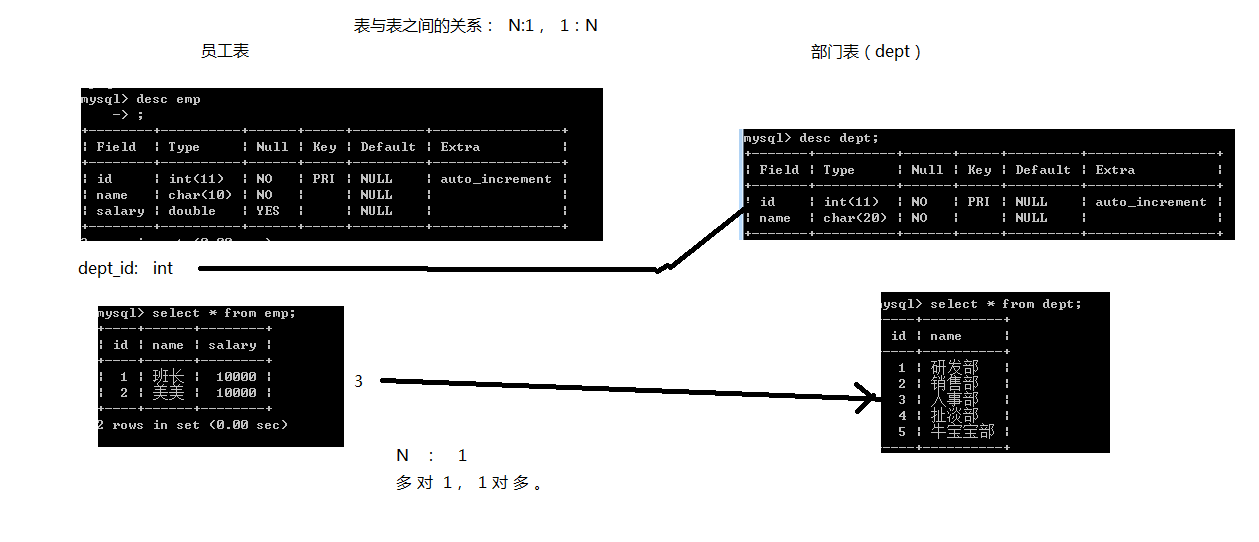 表与表之间的关系： N:1 ， 1：N
员工表
部门表（dept）
mysql> desc emp
    -> ;
+--------+----------+------+-----+---------+----------------+
| Field  | Type     | Null | Key | Default | Extra          |
+--------+----------+------+-----+---------+----------------+
| id     | int(11)  | NO   | PRI | NULL    | auto_increment |
| name   | char(10) | NO   |     | NULL    |                |
| salary | double   | YES  |     | NULL    |                |
+--------+----------+------+-----+---------+----------------+
mysql> desc dept;
+-------+----------+------+-----+---------+----------------+
| Field | Type     | Null | Key | Default | Extra          |
+-------+----------+------+-----+---------+----------------+
| id    | int(11)  | NO   | PRI | NULL    | auto_increment |
| name  | char(20) | NO   |     | NULL    |                |
+-------+----------+------+-----+---------+----------------+
dept_id: int
mysql> select * from emp;
+----+------+--------+
| id | name | salary |
+----+------+--------+
|  1 | 班长 |  10000 |
|  2 | 美美 |  10000 |
+----+------+--------+
2 rows in set (0.00 sec)
3
ysql> select * from dept;
----+----------+
 id | name     |
----+----------+
  1 | 研发部   |
  2 | 销售部   |
  3 | 人事部   |
  4 | 扯淡部   |
  5 | 牛宝宝部 |
----+----------+
N ： 1
多 对 1 ， 1 对 多 。